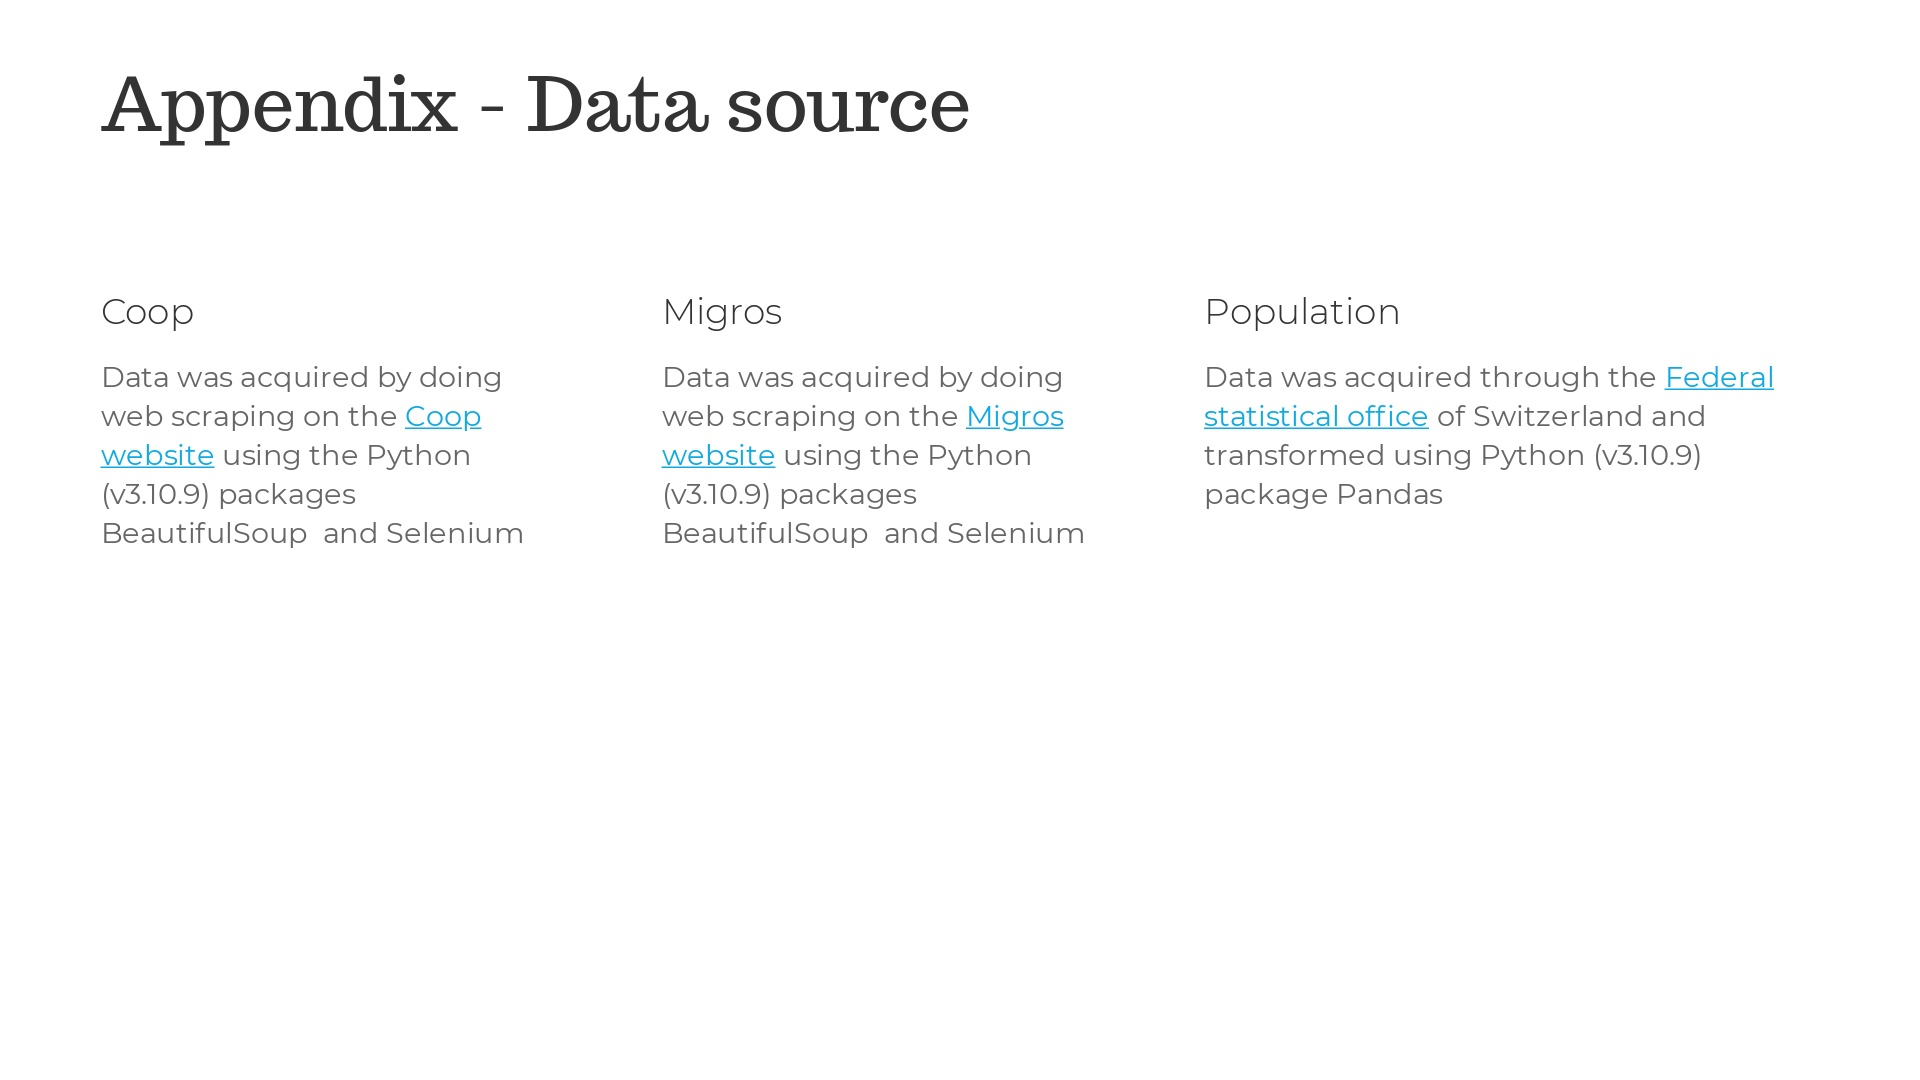 Appendix - Data source
Coop
Data was acquired by doing
web scraping on the Coop
website using the Python
(v3.10.9) packages
BeautifulSoup  and Selenium
Migros
Data was acquired by doing
web scraping on the Migros
website using the Python
(v3.10.9) packages
BeautifulSoup  and Selenium
Population
Data was acquired through the Federal
statistical office of Switzerland and
transformed using Python (v3.10.9)
package Pandas